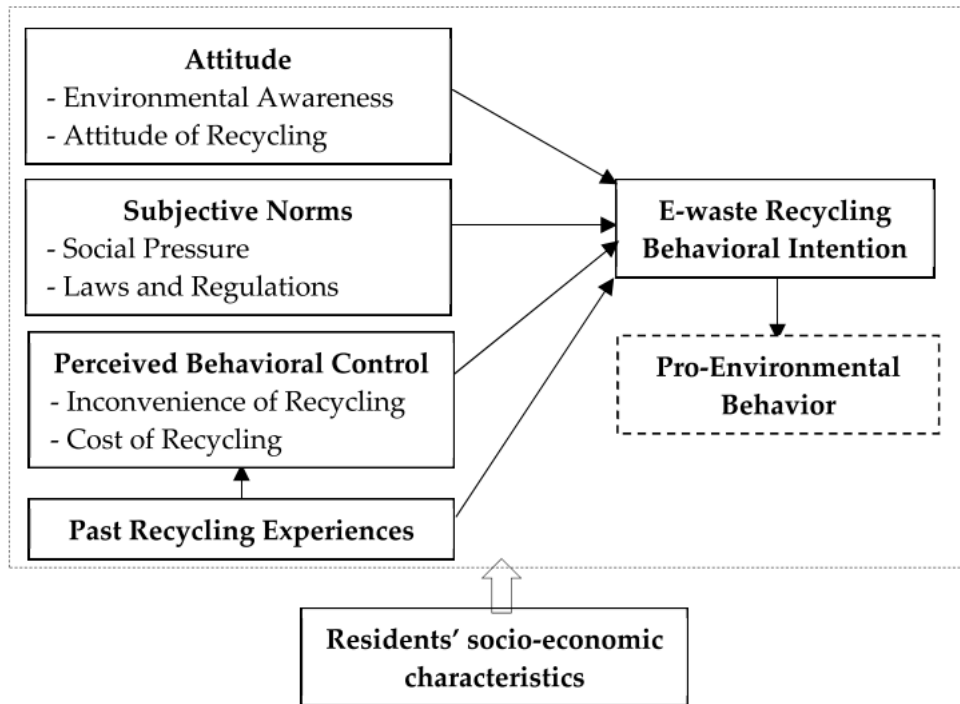 Attitude
- Environmental Awareness
- Attitude of Recycling
Subjective Norms
- Social Pressure
- Laws and Regulations
Perceived Behavioral Control
- Inconvenience of Recycling
- Cost of Recycling
Past Recycling Experiences
E-waste Recycling
Behavioral Intention
Pro-Environmental
Behavior
Residents’ socio-economic
characteristics